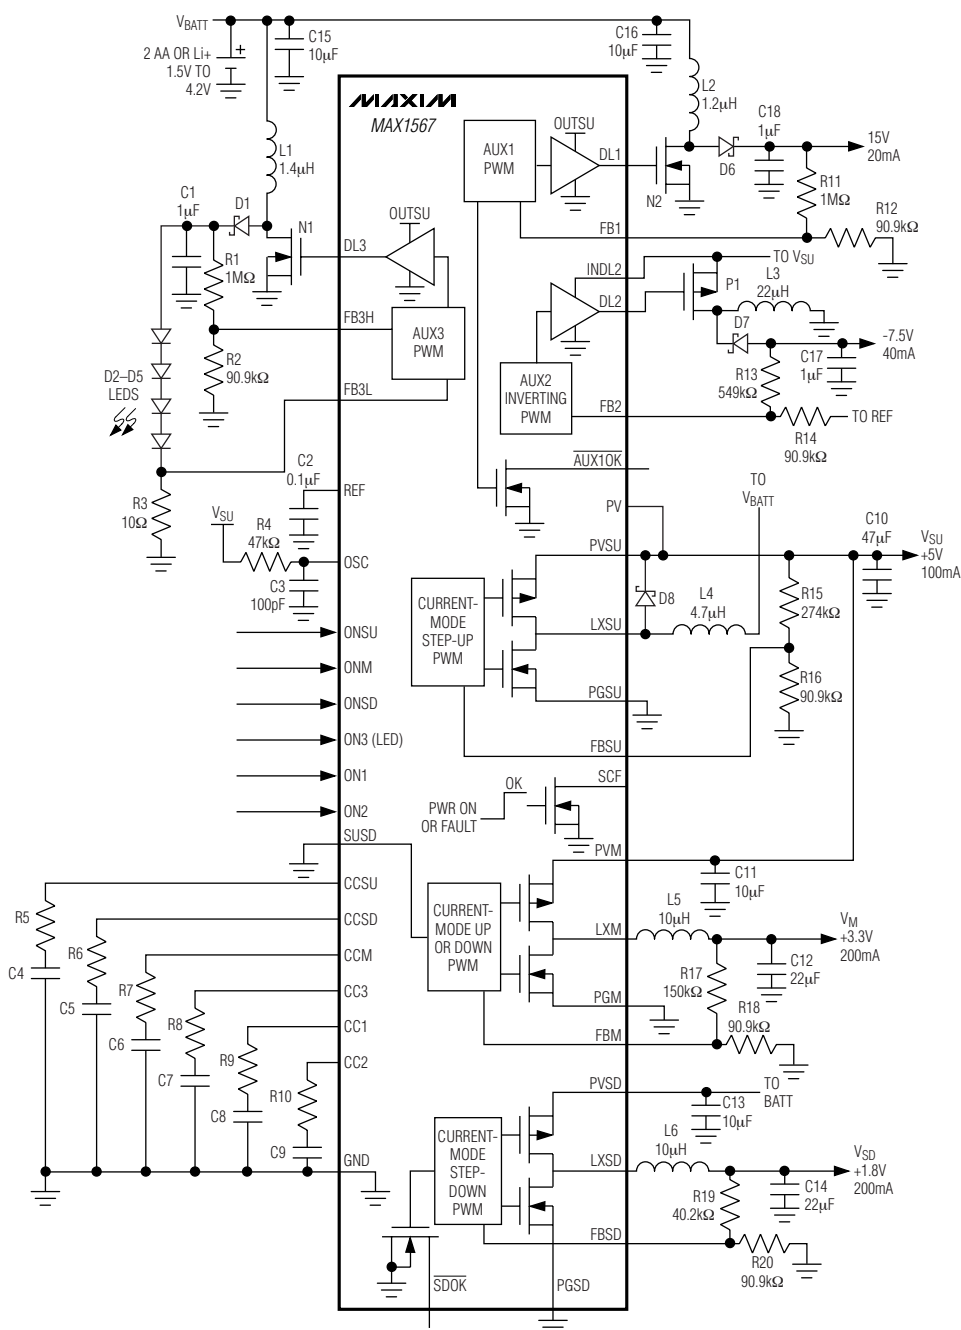 VBATT
2 AA OR Li+
1.5V TO
4.2V
+
C15
10µF
C16
10µF
L2
1.2µH
MAXIM
MAX1567
L1
1.4µH
C1
1µF
D1
N1
R1
1MΩ
R2
90.9kΩ
D2–D5
LEDS
R3
10Ω
DL3
OUTSU
FB3H
AUX3
PWM
FB3L
C2
0.1µF
REF
VSU
R4
47kΩ
OSC
C3
100pF
AUX1
PWM
OUTSU
DL1
N2
D6
C18
1µF
15V
20mA
R11
1MΩ
R12
90.9kΩ
FB1
INDL2
TO VSU
DL2
P1
L3
22µH
D7
-7.5V
40mA
C17
1µF
R13
549kΩ
AUX2
INVERTING
PWM
FB2
TO REF
R14
90.9kΩ
AUX1OK
PV
TO
VBATT
C10
47µF
VSU
+5V
100mA
PVSU
CURRENT-
MODE
STEP-UP
PWM
D8
L4
4.7µH
LXSU
R15
274kΩ
R16
90.9kΩ
PGSU
FBSU
ONSU
ONM
ONSD
ON3 (LED)
ON1
ON2
SUSD
OK
PWR ON
OR FAULT
SCF
PVM
C11
10µF
CURRENT-
MODE UP
OR DOWN
PWM
LXM
L5
10µH
VM
+3.3V
200mA
C12
22µF
R17
150kΩ
R18
90.9kΩ
PGM
FBM
CCSU
CCSD
CCM
CC3
CC1
CC2
GND
R5
C4
R6
C5
R7
C6
R8
C7
R9
C8
R10
C9
PVSD
TO
BATT
C13
10µF
CURRENT-
MODE
STEP-
DOWN
PWM
LXSD
L6
10µH
VSD
+1.8V
200mA
C14
22µF
R19
40.2kΩ
FBSD
R20
90.9kΩ
SDOK
PGSD